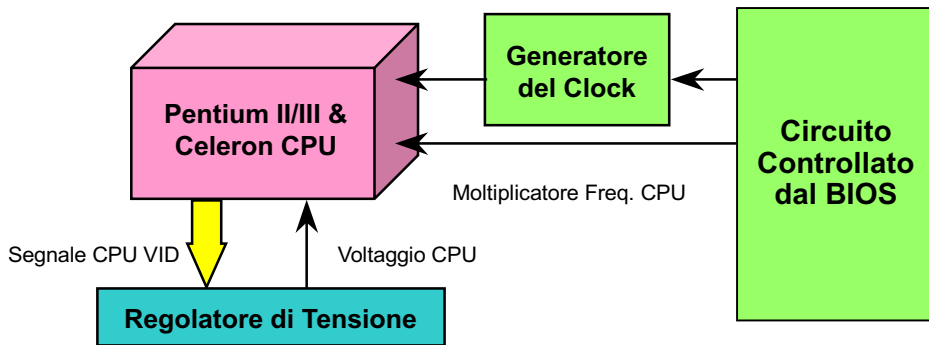 Generatore
del Clock
Pentium II/III &
Celeron CPU
Circuito
Controllato
dal BIOS
Moltiplicatore Freq. CPU
Segnale CPU VID
Voltaggio CPU
Regolatore di Tensione